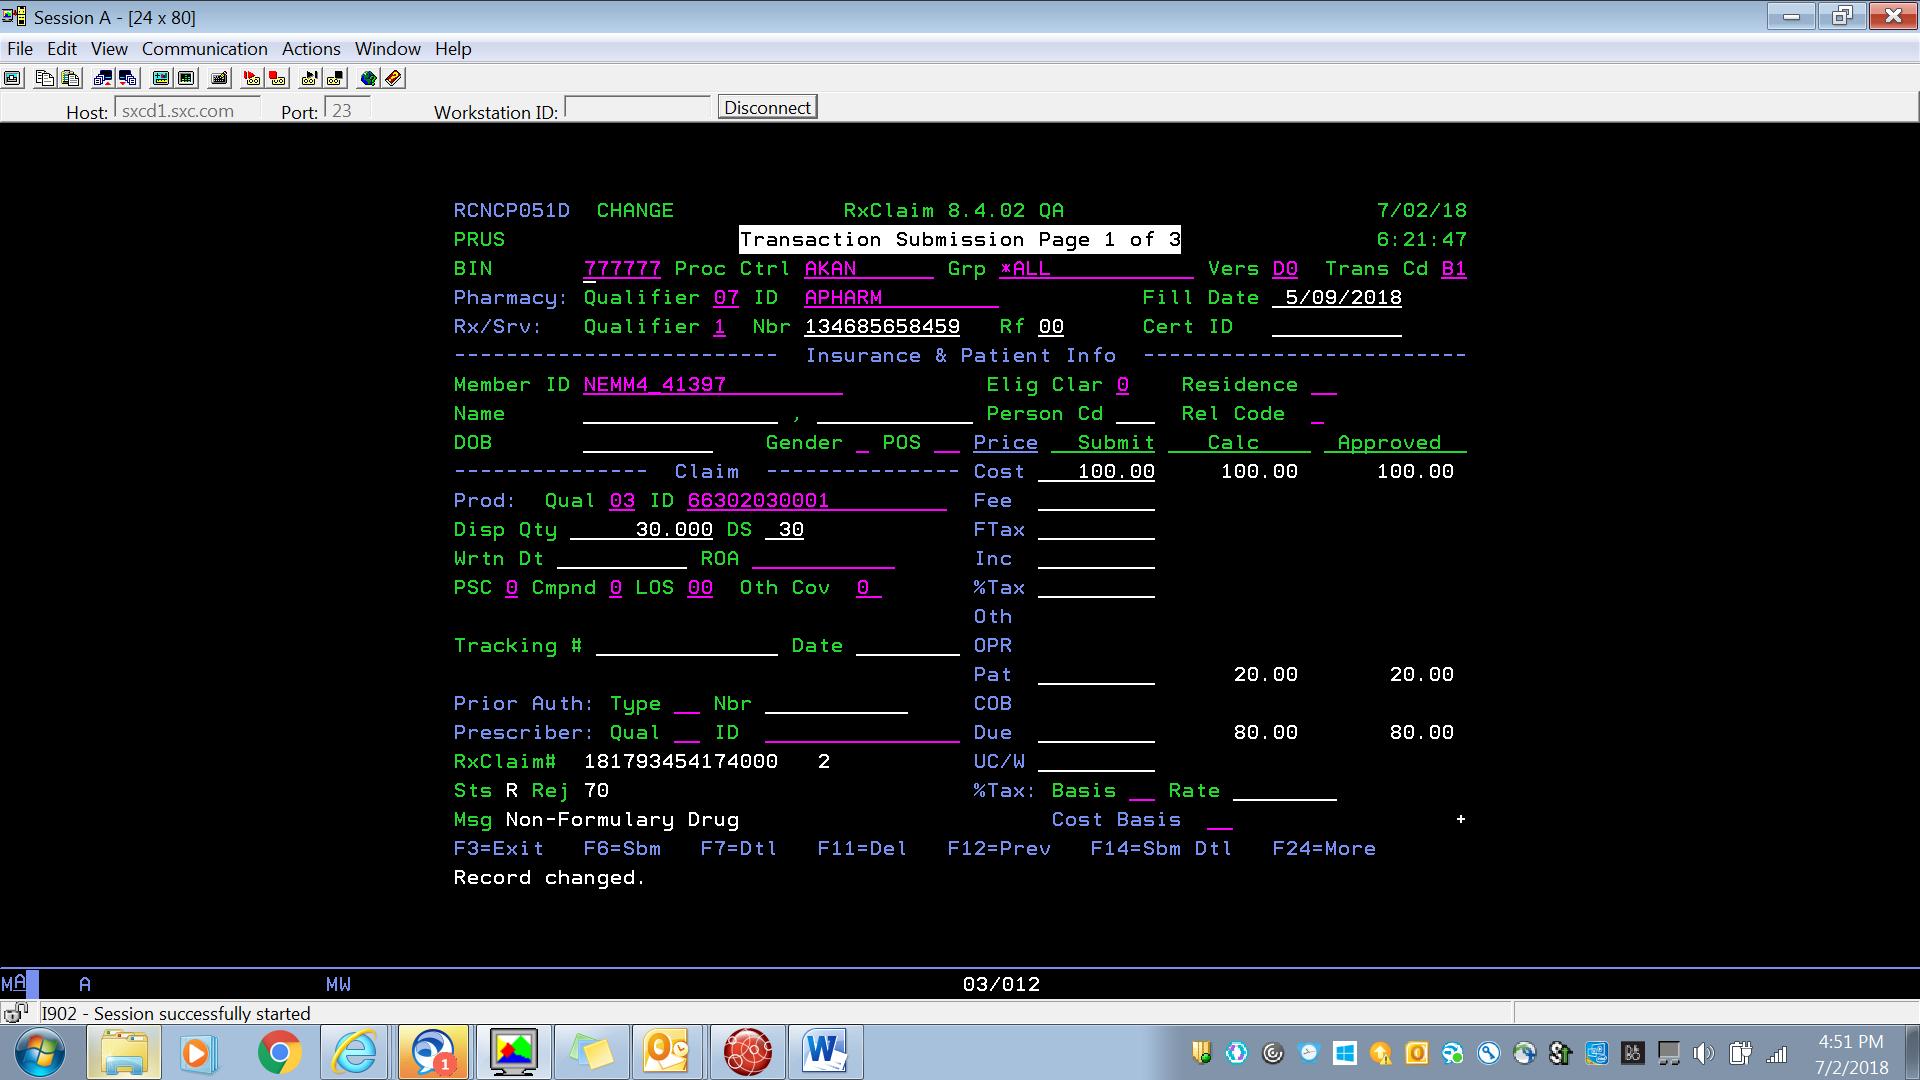 Session A - [24 x 80]
File Edit View Communication Actions Window Help
Host: sxcd1.sxc.com Port: 23 Workstation ID: Disconnect
RCNCP051D CHANGE RxClaim 8.4.02 QA 7/02/18
PRUS Transaction Submission Page 1 of 3 6:21:47
BIN 777777 Proc Ctrl AKAN Grp *ALL Vers D0 Trans Cd B1
Pharmacy: Qualifier 07 ID APHARM Fill Date 5/09/2018
Rx/Srv: Qualifier 1 Nbr 134685658459 Rf 00 Cert ID
------------------------- Insurance & Patient Info -------------------------
Member ID NEMM4_41397 Elig Clar 0 Residence
Name , Person Cd Rel Code
DOB Gender POS Price Submit Calc Approved
--------------- Claim --------------- Cost 100.00 100.00 100.00
Prod: Qual 03 ID 66302030001 Fee
Disp Qty 30.000 DS 30 FTax
Wrtn Dt ROA Inc
PSC 0 Cmpnd 0 LOS 00 Oth Cov 0 %Tax
Oth
Tracking # Date OPR
Pat 20.00 20.00
Prior Auth: Type Nbr COB
Prescriber: Qual ID Due 80.00 80.00
RxClaim# 181793454174000 2 UC/W
Sts R Rej 70 %Tax: Basis Rate
Msg Non-Formulary Drug Cost Basis +
F3=Exit F6=Sbm F7=Dtl F11=Del F12=Prev F14=Sbm Dtl F24=More
Record changed.
MA A MW 03/012
I902 - Session successfully started
1
4:51 PM
7/2/2018